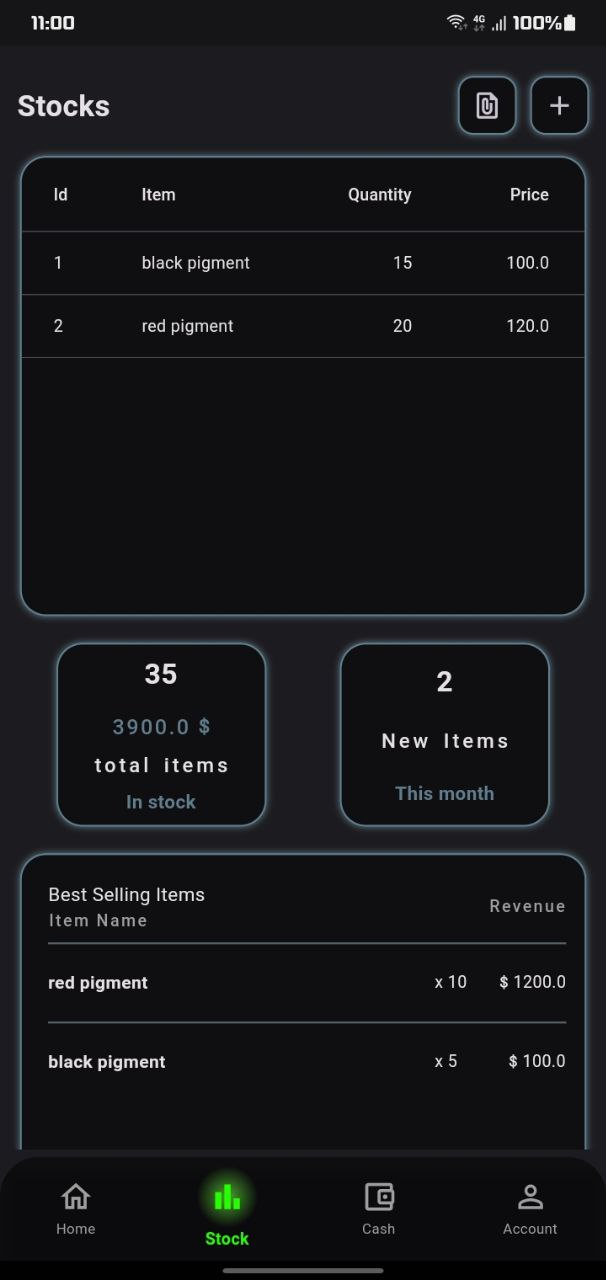 11:00 4G 100%
Stocks
Id Item Quantity Price
1 black pigment 15 100.0
2 red pigment 20 120.0
35 2
3900.0 $
total items New Items
In stock This month
Best Selling Items
Item Name Revenue
red pigment x 10 $ 1200.0
black pigment x 5 $ 100.0
Home Stock Cash Account